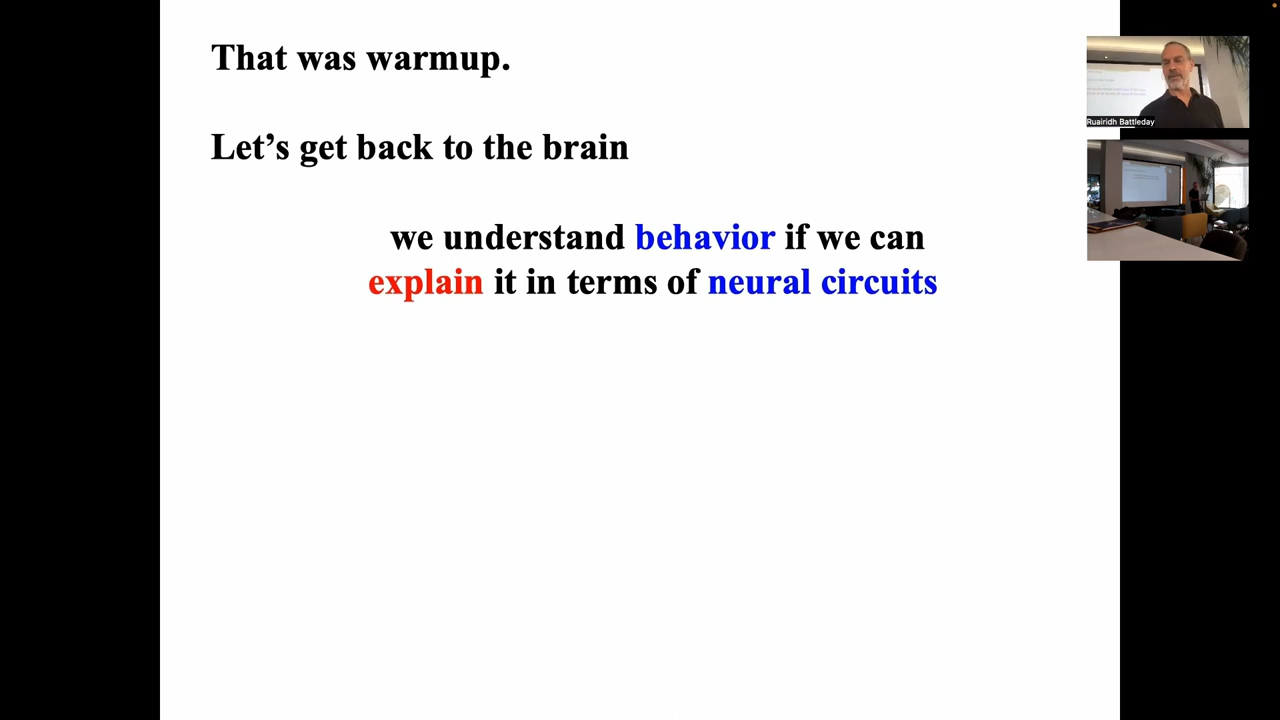 That was warmup.
Let's get back to the brain
we understand behavior if we can
explain it in terms of neural circuits
Ruairidh Battleday